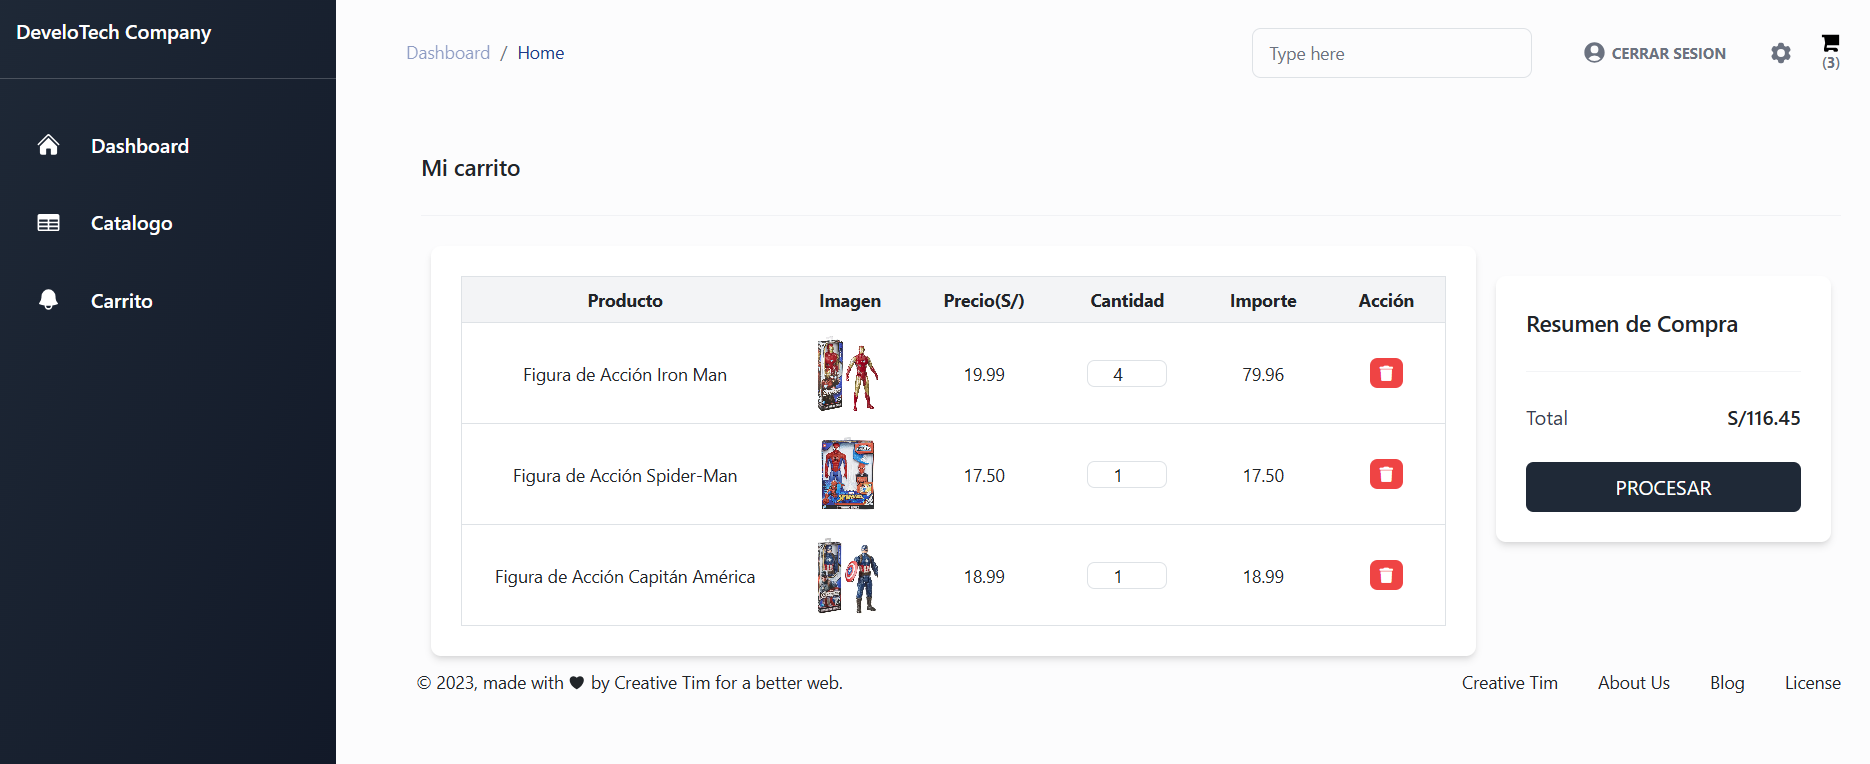 DeveloTech Company
Dashboard / Home
Type here
CERRAR SESION
(3)
Dashboard
Catalogo
Carrito
Mi carrito
Producto Imagen Precio(S/) Cantidad Importe Acción
Figura de Acción Iron Man 19.99 4 79.96
Figura de Acción Spider-Man 17.50 1 17.50
Figura de Acción Capitán América 18.99 1 18.99
Resumen de Compra
Total S/116.45
PROCESAR
© 2023, made with ♥ by Creative Tim for a better web.
Creative Tim About Us Blog License